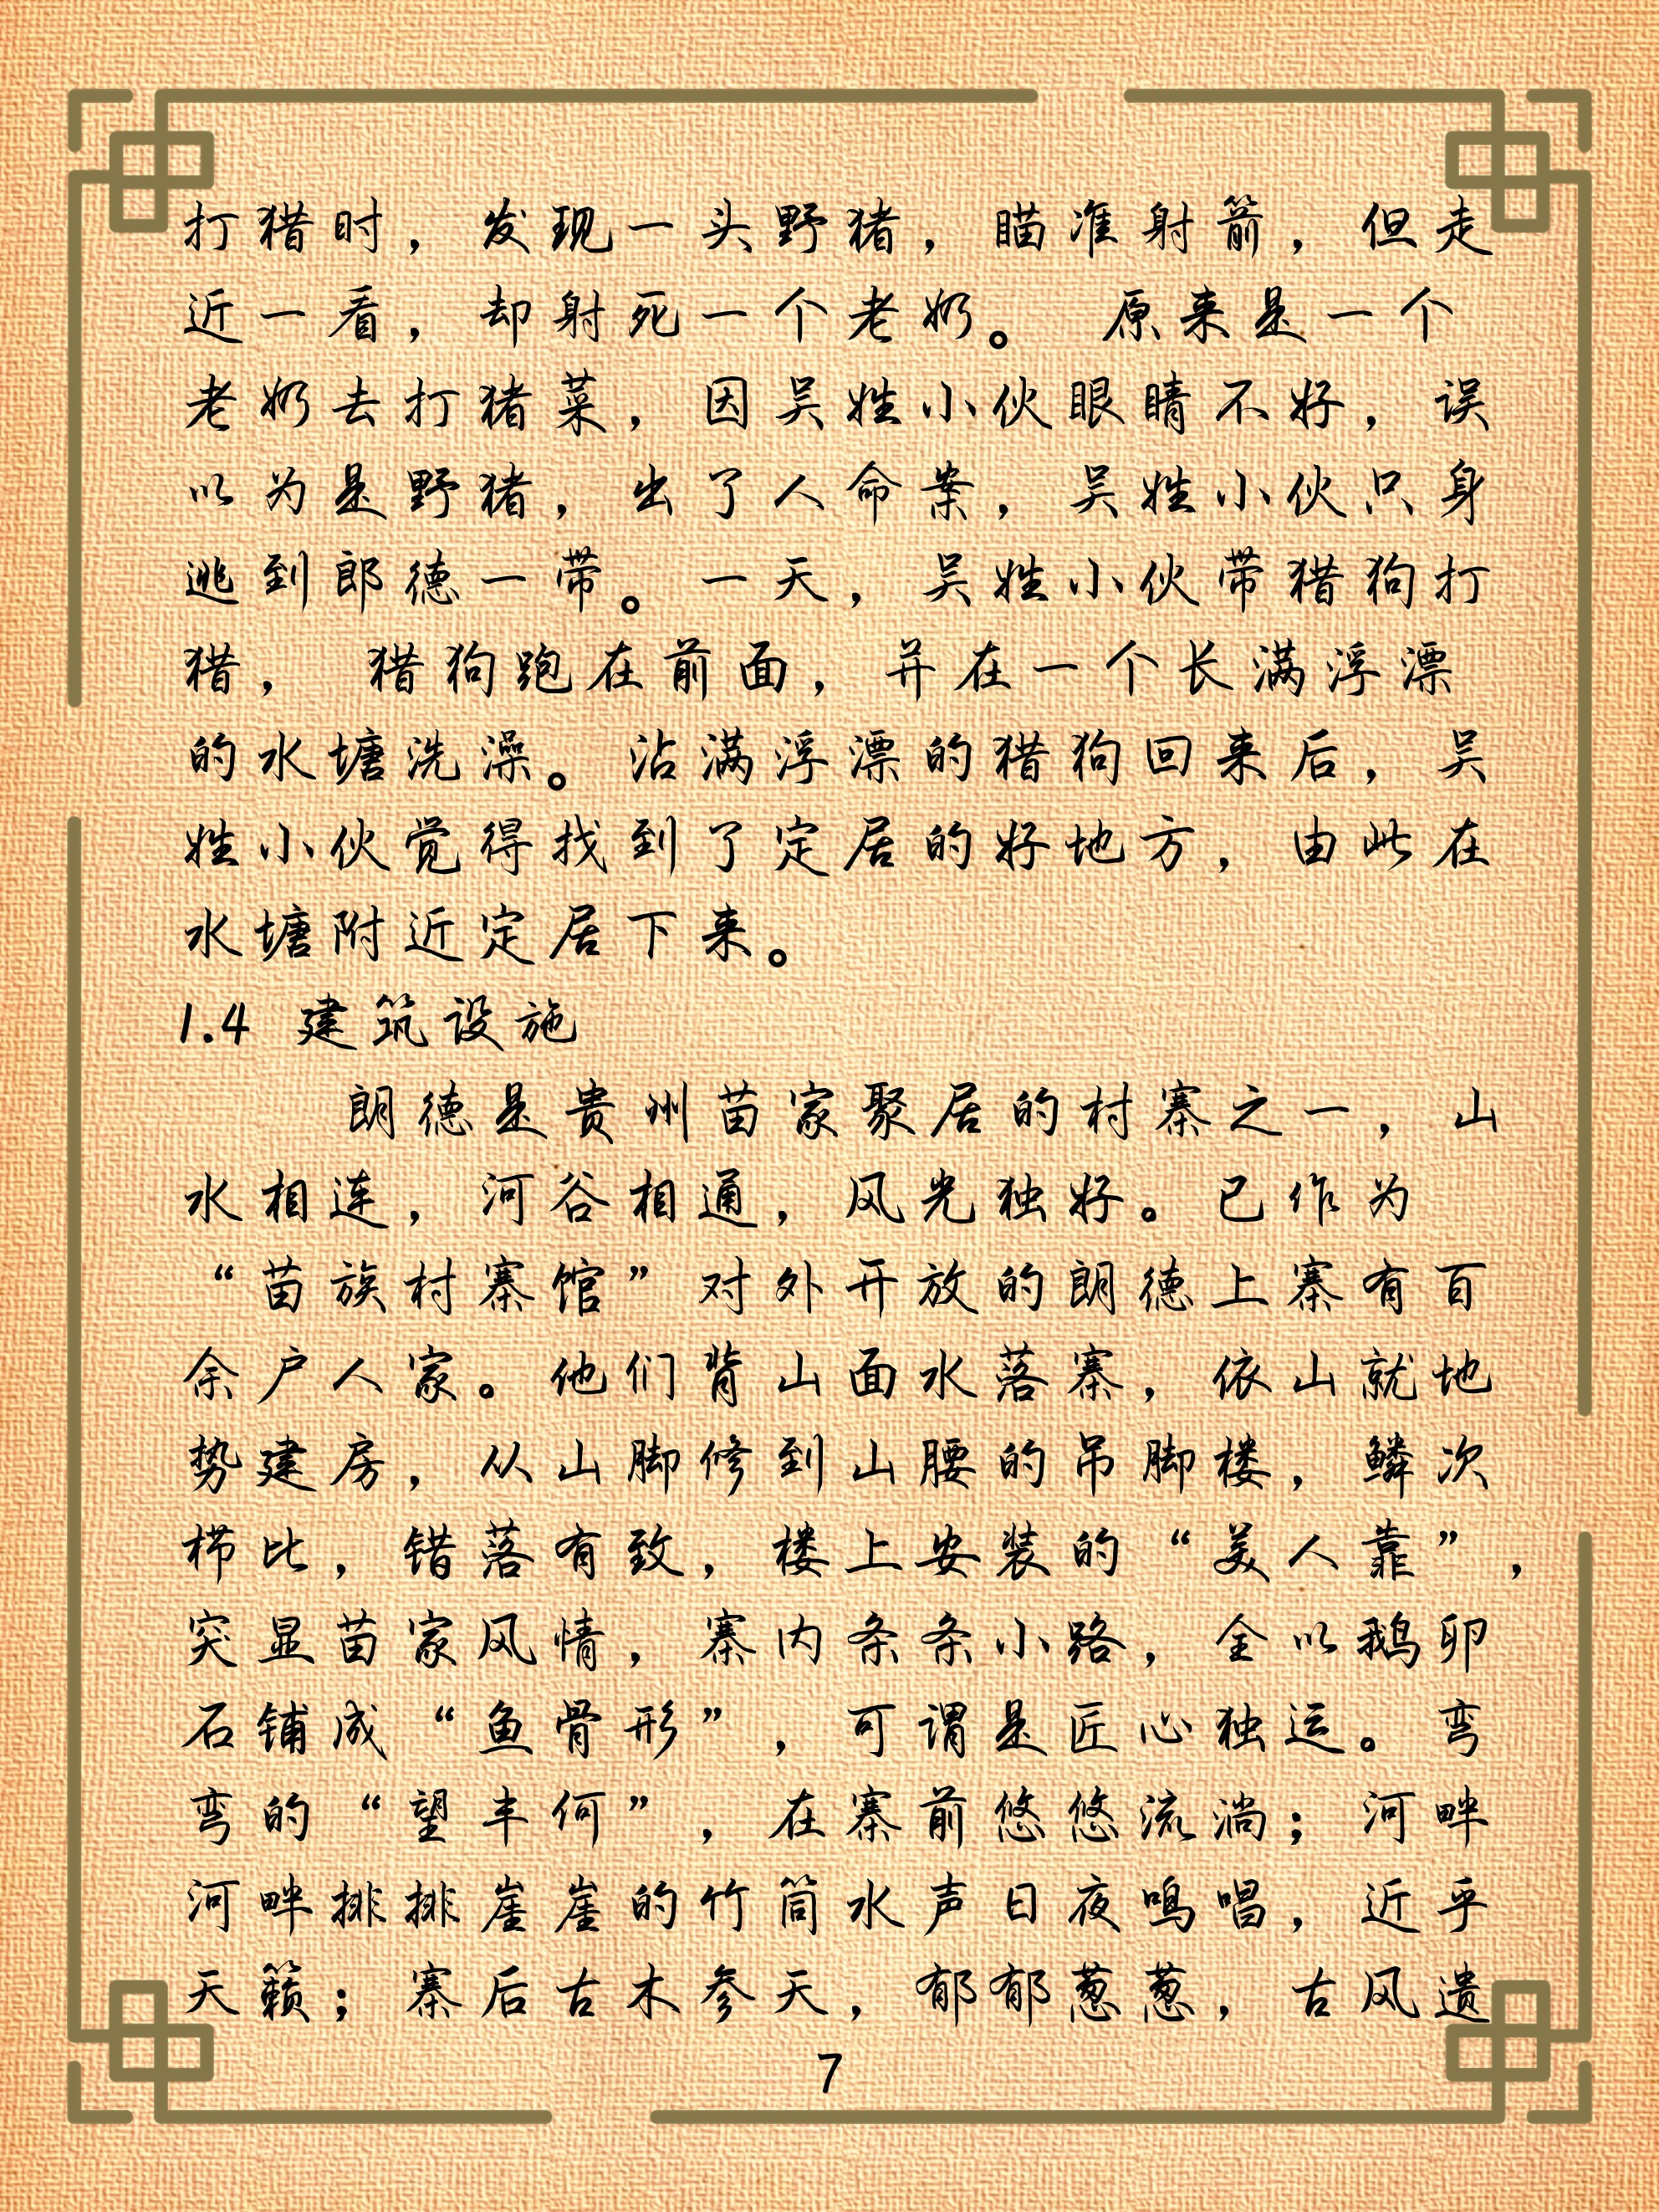 打猎时，发现一头野猪，瞄准射箭，但走
近一看，却射死一个老奶。 原来是一个
老奶去打猪菜，因吴姓小伙眼睛不好，误
以为是野猪，出了人命案，吴姓小伙只身
逃到郎德一带。一天，吴姓小伙带猎狗打
猎， 猎狗跑在前面，并在一个长满浮漂
的水塘洗澡。沾满浮漂的猎狗回来后，吴
姓小伙觉得找到了定居的好地方，由此在
水塘附近定居下来。
1.4 建筑设施
朗德是贵州苗家聚居的村寨之一，山
水相连，河谷相通，风光独好。已作为
“苗族村寨馆”对外开放的朗德上寨有百
余户人家。他们背山面水落寨，依山就地
势建房，从山脚修到山腰的吊脚楼，鳞次
栉比，错落有致，楼上安装的“美人靠”，
突显苗家风情，寨内条条小路，全以鹅卵
石铺成“鱼骨形”，可谓是匠心独运。弯
弯的“望丰何”，在寨前悠悠流淌；河畔
河畔排排崖崖的竹筒水声日夜鸣唱，近乎
天籁；寨后古木参天，郁郁葱葱，古风遗
7